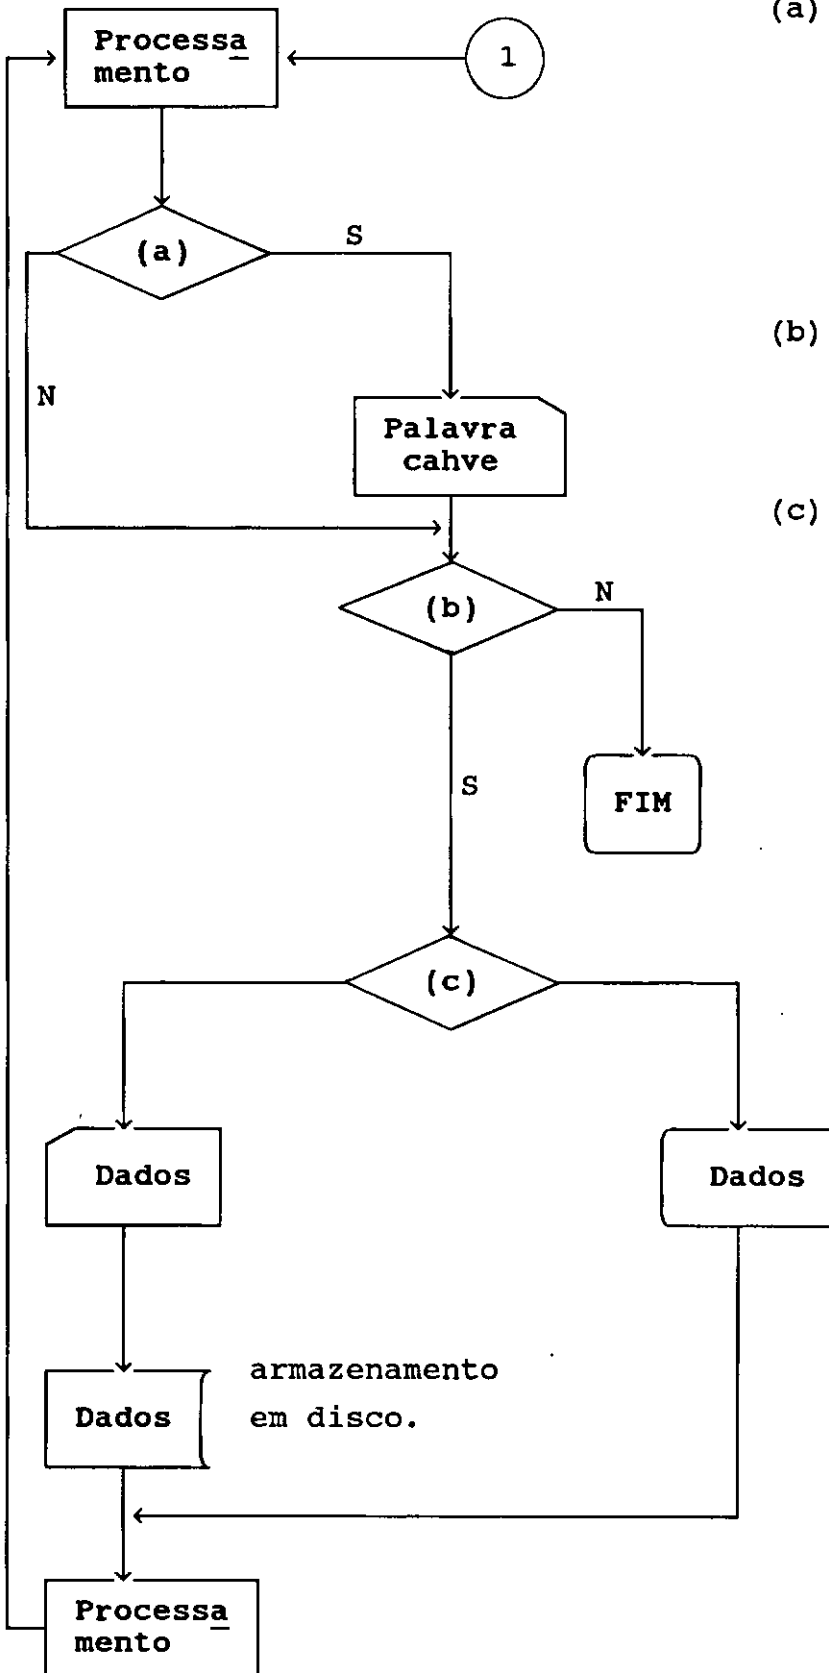 (a)
Processa
mento
1
(a)
S
(b)
N
Palavra
cahve
(c)
(b)
N
S
FIM
(c)
Dados
Dados
armazenamento
Dados
em disco.
Processa
mento